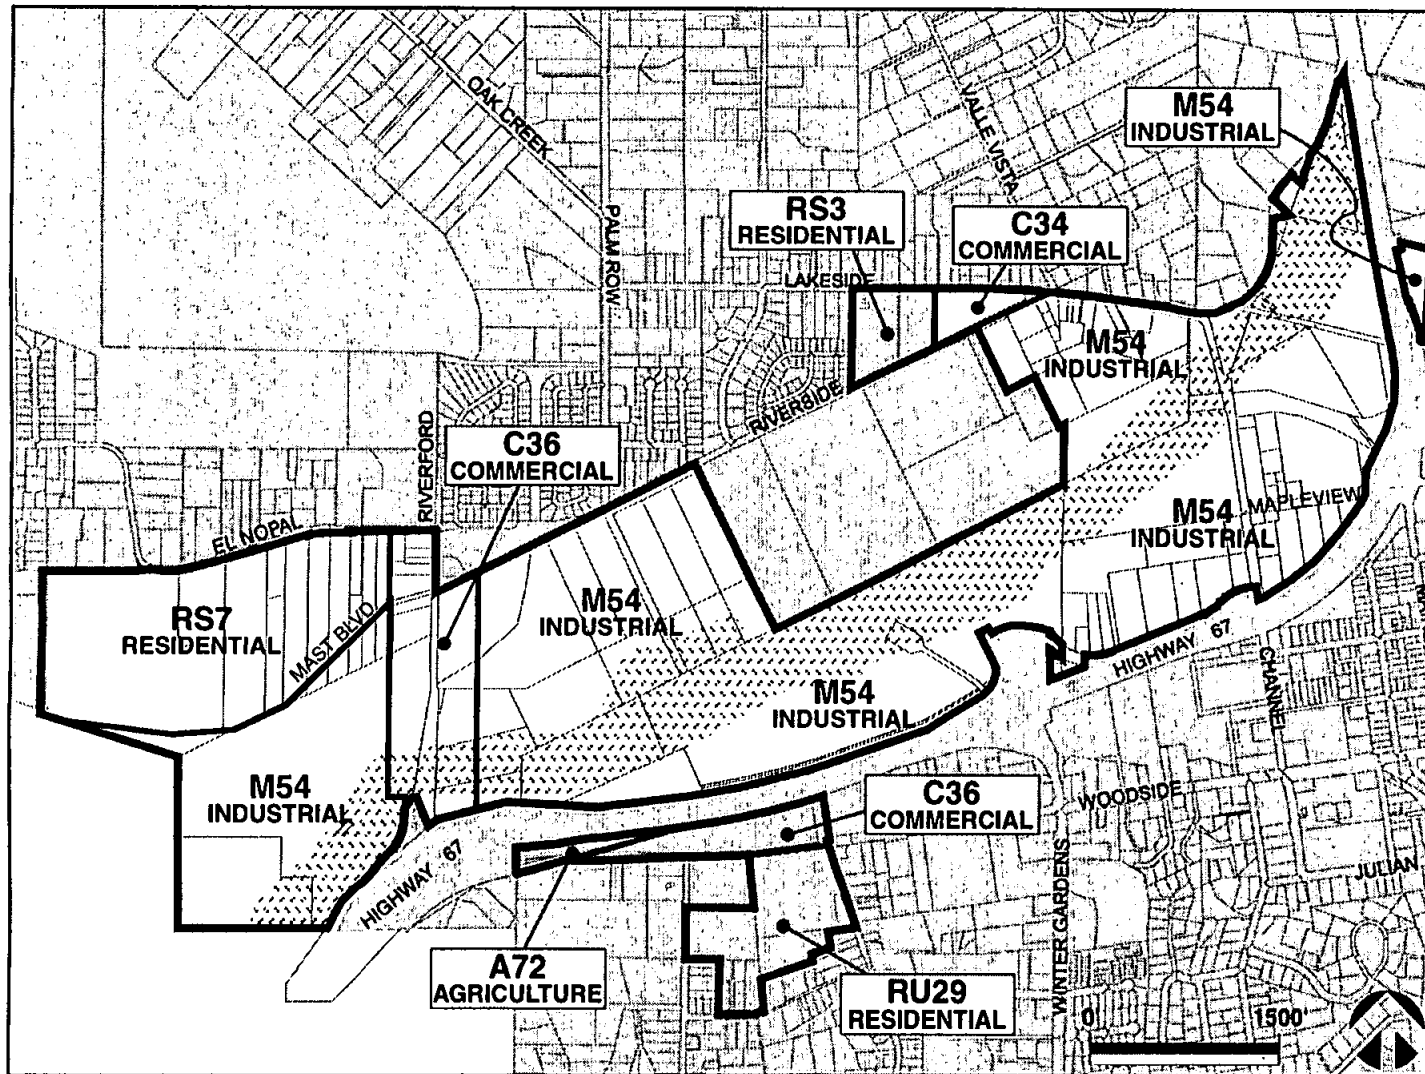 OAK CREEK
VALLE VISTA
M54
INDUSTRIAL
PALM ROW
RS3
RESIDENTIAL
C34
COMMERCIAL
LAKESIDE
M54
INDUSTRIAL
RIVERSIDE
RIVERFORD
C36
COMMERCIAL
M54
INDUSTRIAL
MAPLEVIEW
EL NOPAL
RS7
RESIDENTIAL
MAST BLVD
M54
INDUSTRIAL
HIGHWAY 67
CHANNEL
M54
INDUSTRIAL
M54
INDUSTRIAL
C36
COMMERCIAL
WOODSIDE
HIGHWAY 67
JULIAN
WINTER GARDENS
A72
AGRICULTURE
RU29
RESIDENTIAL
0'
1500'